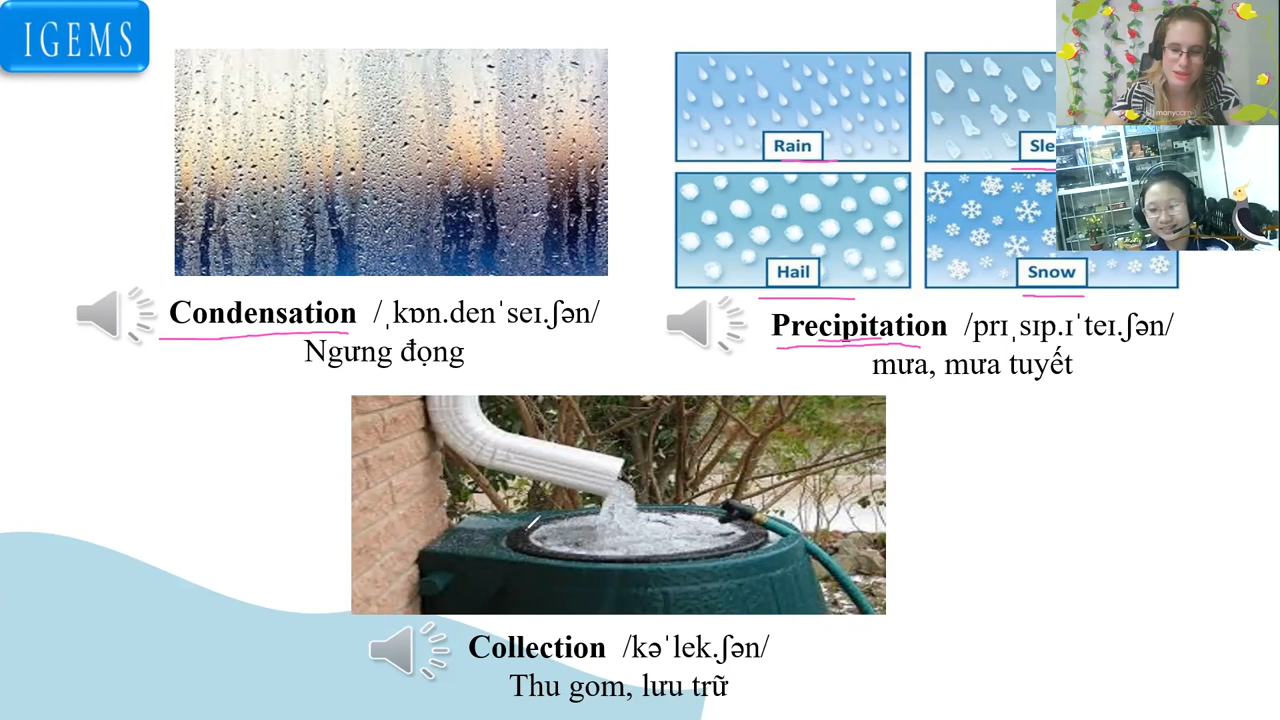 IGEMS
Rain
Sle
Hail
Snow
manycam
Condensation /ˌkɒn.denˈseɪ.ʃən/
Ngưng đọng
Precipitation /prɪˌsɪp.ɪˈteɪ.ʃən/
mưa, mưa tuyết
Collection /kəˈlek.ʃən/
Thu gom, lưu trữ